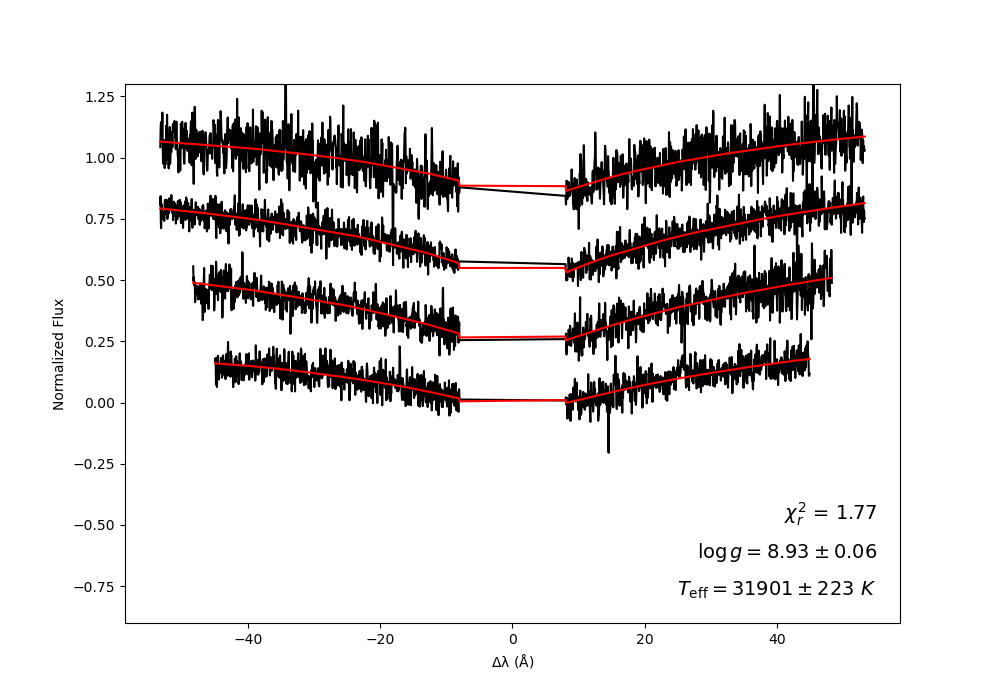 1.25
1.00
0.75
0.50
0.25
0.00
−0.25
−0.50
−0.75
Normalized Flux
χ²ᵣ = 1.77
log g = 8.93 ± 0.06
T_eff = 31901 ± 223 K
−40 −20 0 20 40
Δλ (Å)